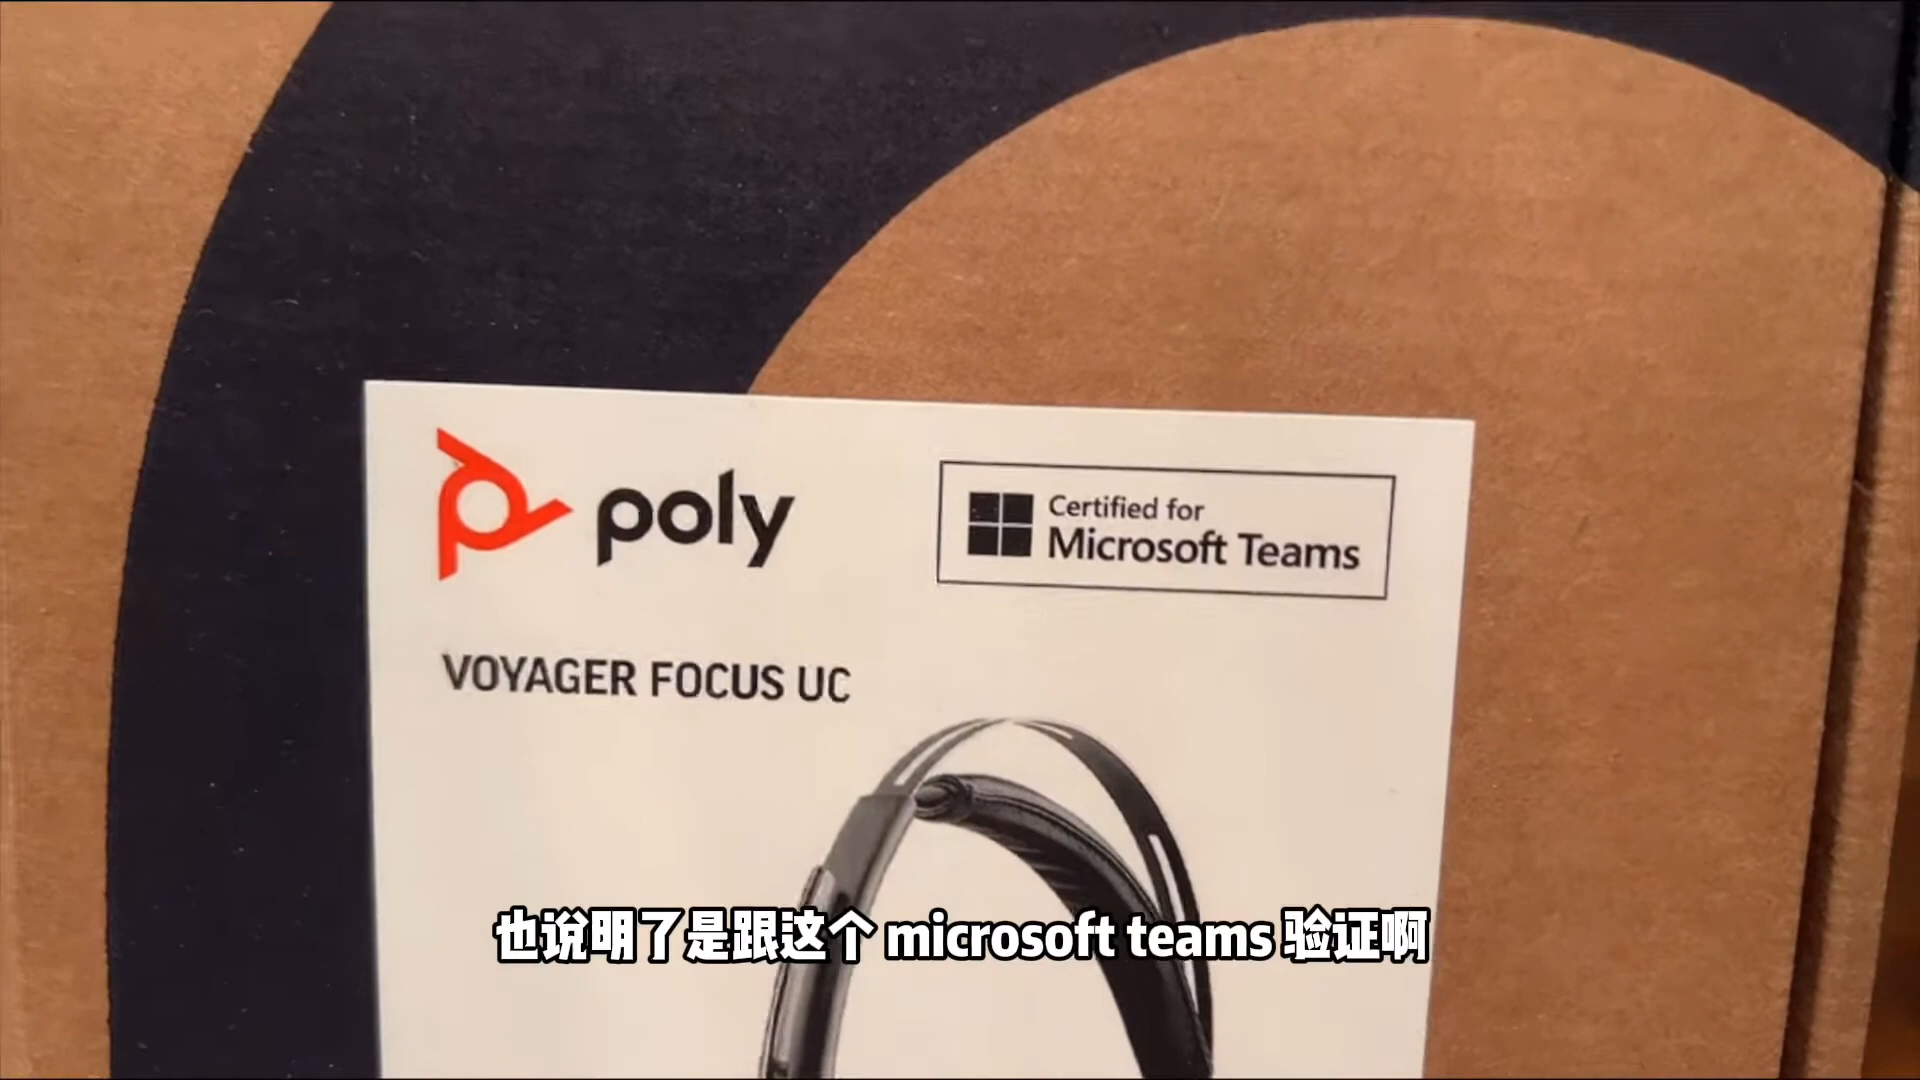 poly
Certified for
Microsoft Teams
VOYAGER FOCUS UC
也说明了是跟这个 microsoft teams 验证啊